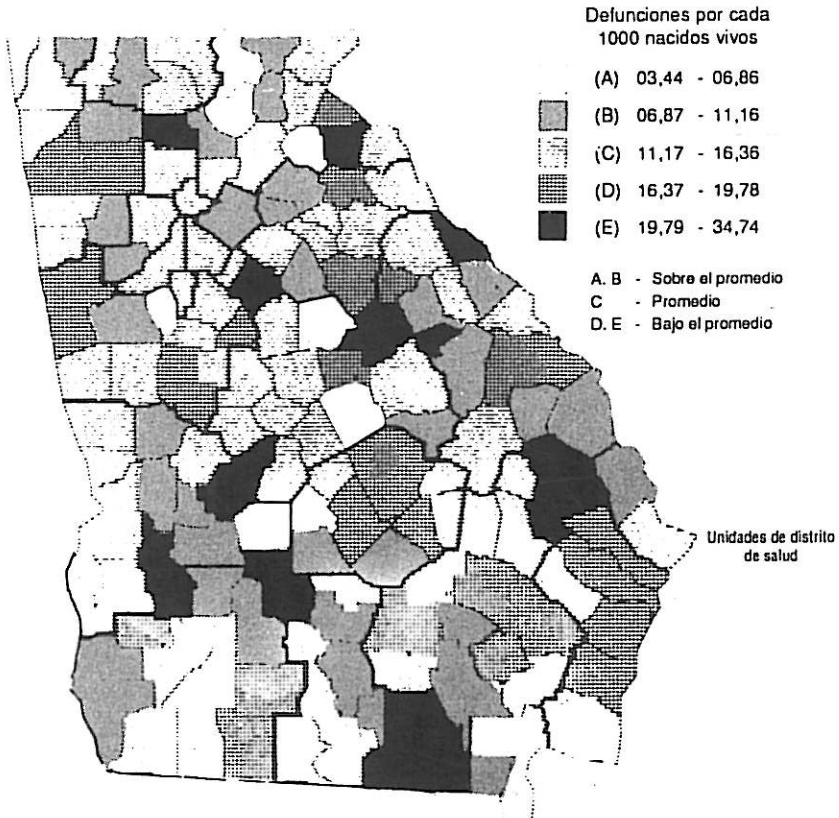 Defunciones por cada
1000 nacidos vivos
(A) 03,44 - 06,86
(B) 06,87 - 11,16
(C) 11,17 - 16,36
(D) 16,37 - 19,78
(E) 19,79 - 34,74
A. B - Sobre el promedio
C - Promedio
D. E - Bajo el promedio
Unidades de distrito
de salud